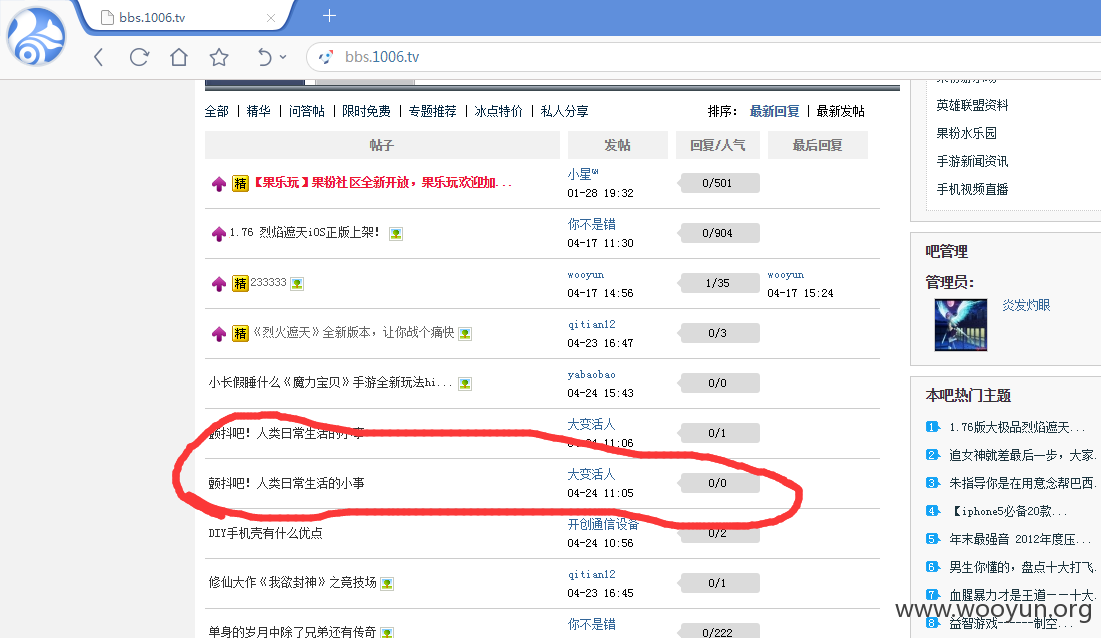 bbs.1006.tv
bbs.1006.tv
全部 | 精华 | 问答帖 | 限时免费 | 专题推荐 | 冰点特价 | 私人分享
排序： 最新回复 | 最新发帖
帖子 发帖 回复/人气 最后回复
精 【果乐玩】果粉社区全新开放，果乐玩欢迎加...
小星
01-28 19:32
0/501
1.76 烈焰遮天iOS正版上架！
你不是错
04-17 11:30
0/904
精 233333
wooyun
04-17 14:56
1/35
wooyun
04-17 15:24
精 《烈火遮天》全新版本，让你战个痛快
qitian12
04-23 16:47
0/3
小长假睡什么《魔力宝贝》手游全新玩法hi...
yabaobao
04-24 15:43
0/0
颤抖吧！人类日常生活的小事
大变活人
04-24 11:06
0/1
颤抖吧！人类日常生活的小事
大变活人
04-24 11:05
0/0
DIY手机壳有什么优点
开创通信设备
04-24 10:56
0/2
修仙大作《我欲封神》之竞技场
qitian12
04-23 16:45
0/1
单身的岁月中除了兄弟还有传奇
你不是错
0/222
英雄联盟资料
果粉水乐园
手游新闻资讯
手机视频直播
吧管理
管理员：
炎发灼眼
本吧热门主题
1 1.76版大极品烈焰遮天...
2 追女神就差最后一步，大家.
3 朱指导你是在用意念帮巴西.
4 【iphone5必备20款...
5 年末最强音 2012年度压...
6 男生你懂的，盘点十大打飞.
7 血腥暴力才是王道——十大.
8 益智游戏-----制空...
www.wooyun.org